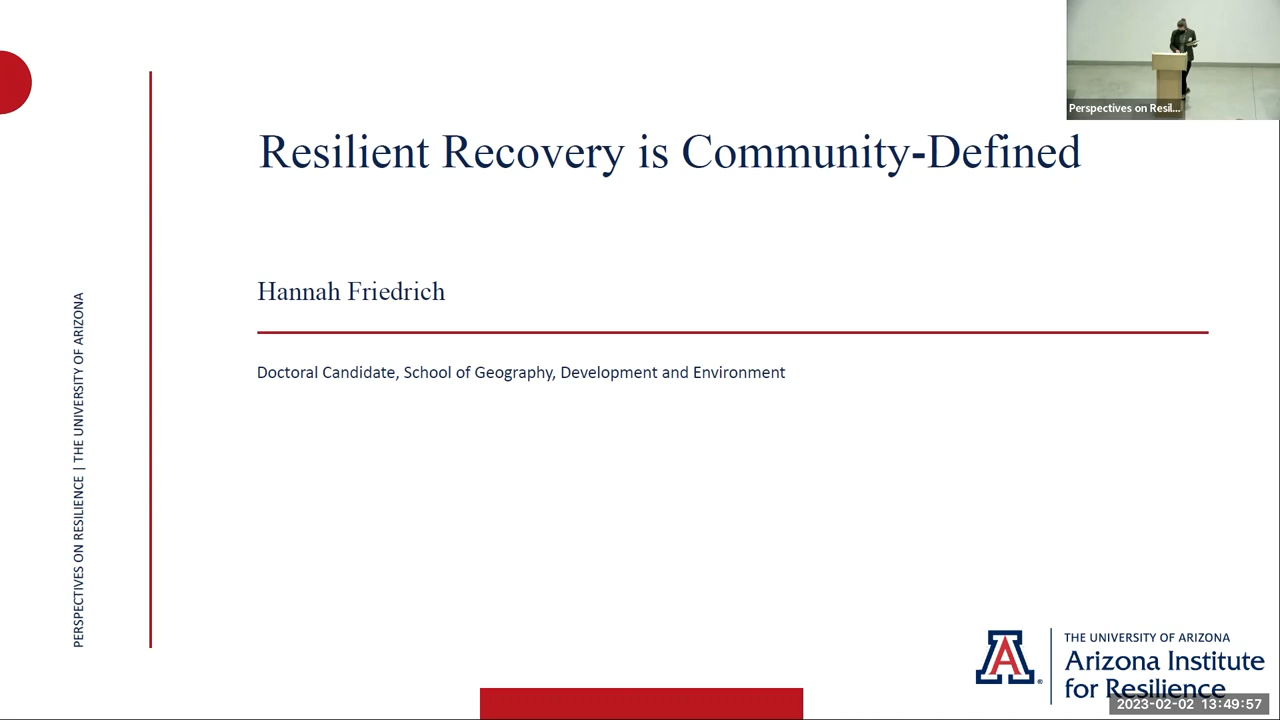 Perspectives on Resil...
Resilient Recovery is Community-Defined
Hannah Friedrich
Doctoral Candidate, School of Geography, Development and Environment
PERSPECTIVES ON RESILIENCE | THE UNIVERSITY OF ARIZONA
A
THE UNIVERSITY OF ARIZONA
Arizona Institute
for Resilience
2023-02-02 13:49:57